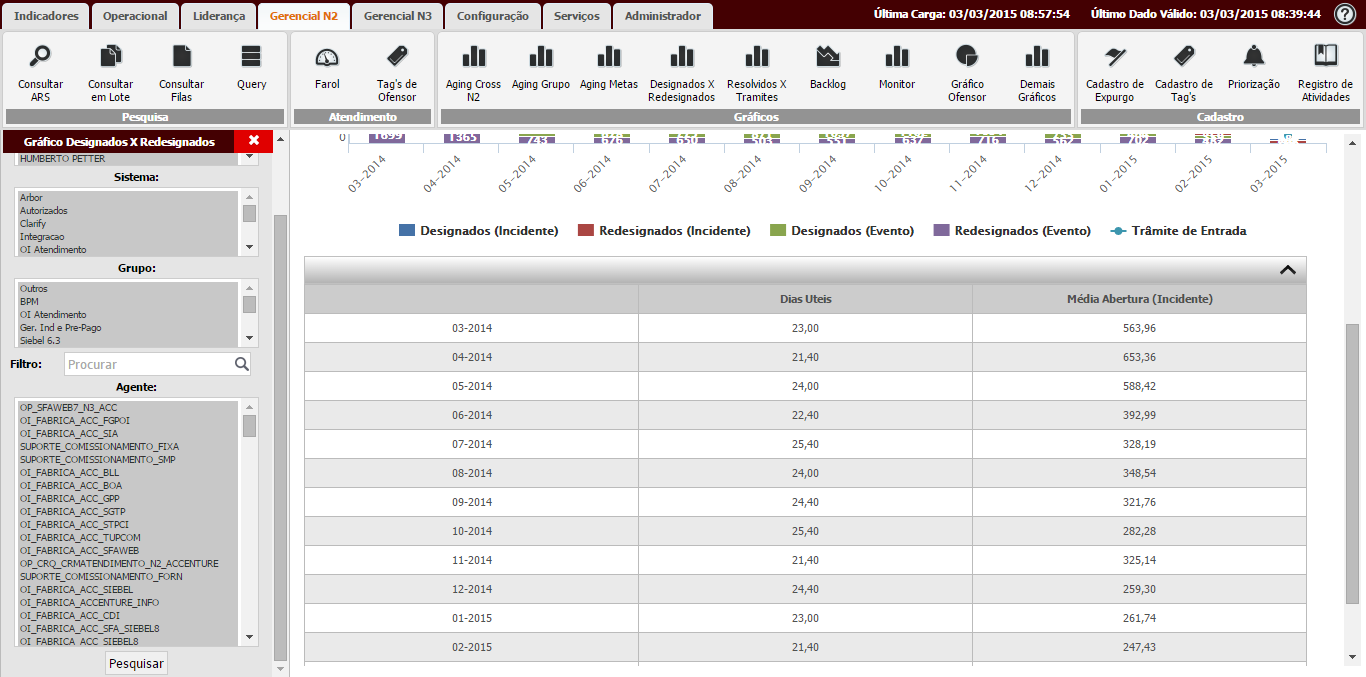 Indicadores Operacional Liderança Gerencial N2 Gerencial N3 Configuração Serviços Administrador Última Carga: 03/03/2015 08:57:54 Último Dado Válido: 03/03/2015 08:39:44 ?
Consultar ARS
Consultar em Lote
Consultar Filas
Query
Pesquisa
Farol
Tag's de Ofensor
Atendimento
Aging Cross N2
Aging Grupo
Aging Metas
Designados X Redesignados
Resolvidos X Tramites
Backlog
Monitor
Gráfico Ofensor
Demais Gráficos
Gráficos
Cadastro de Expurgo
Cadastro de Tag's
Priorização
Registro de Atividades
Cadastro
Gráfico Designados X Redesignados
HUMBERTO PETTER
Sistema:
Arbor
Autorizados
Clarify
Integracao
OI Atendimento
Grupo:
Outros
BPM
OI Atendimento
Ger. Ind e Pre-Pago
Siebel 6.3
Filtro: Procurar
Agente:
OP_SFAWEB7_N3_ACC
OI_FABRICA_ACC_FGPOI
OI_FABRICA_ACC_SIA
SUPORTE_COMISSIONAMENTO_FIXA
SUPORTE_COMISSIONAMENTO_SMP
OI_FABRICA_ACC_BLL
OI_FABRICA_ACC_BOA
OI_FABRICA_ACC_GPP
OI_FABRICA_ACC_SGTP
OI_FABRICA_ACC_STPCI
OI_FABRICA_ACC_TUPCOM
OI_FABRICA_ACC_SFAWEB
OP_CRQ_CRMATENDIMENTO_N2_ACCENTURE
SUPORTE_COMISSIONAMENTO_FORN
OI_FABRICA_ACC_SIEBEL
OI_FABRICA_ACCENTURE_INFO
OI_FABRICA_ACC_CDI
OI_FABRICA_ACC_SFA_SIEBEL8
OI_FABRICA_ACC_SIEBEL8
Pesquisar
0
1699 1365 743 676 650 503 551 637 716 562 702
03-2014 04-2014 05-2014 06-2014 07-2014 08-2014 09-2014 10-2014 11-2014 12-2014 01-2015 02-2015 03-2015
Designados (Incidente) Redesignados (Incidente) Designados (Evento) Redesignados (Evento) Trâmite de Entrada
Dias Uteis Média Abertura (Incidente)
03-2014 23,00 563,96
04-2014 21,40 653,36
05-2014 24,00 588,42
06-2014 22,40 392,99
07-2014 25,40 328,19
08-2014 24,00 348,54
09-2014 24,40 321,76
10-2014 25,40 282,28
11-2014 21,40 325,14
12-2014 24,40 259,30
01-2015 23,00 261,74
02-2015 21,40 247,43